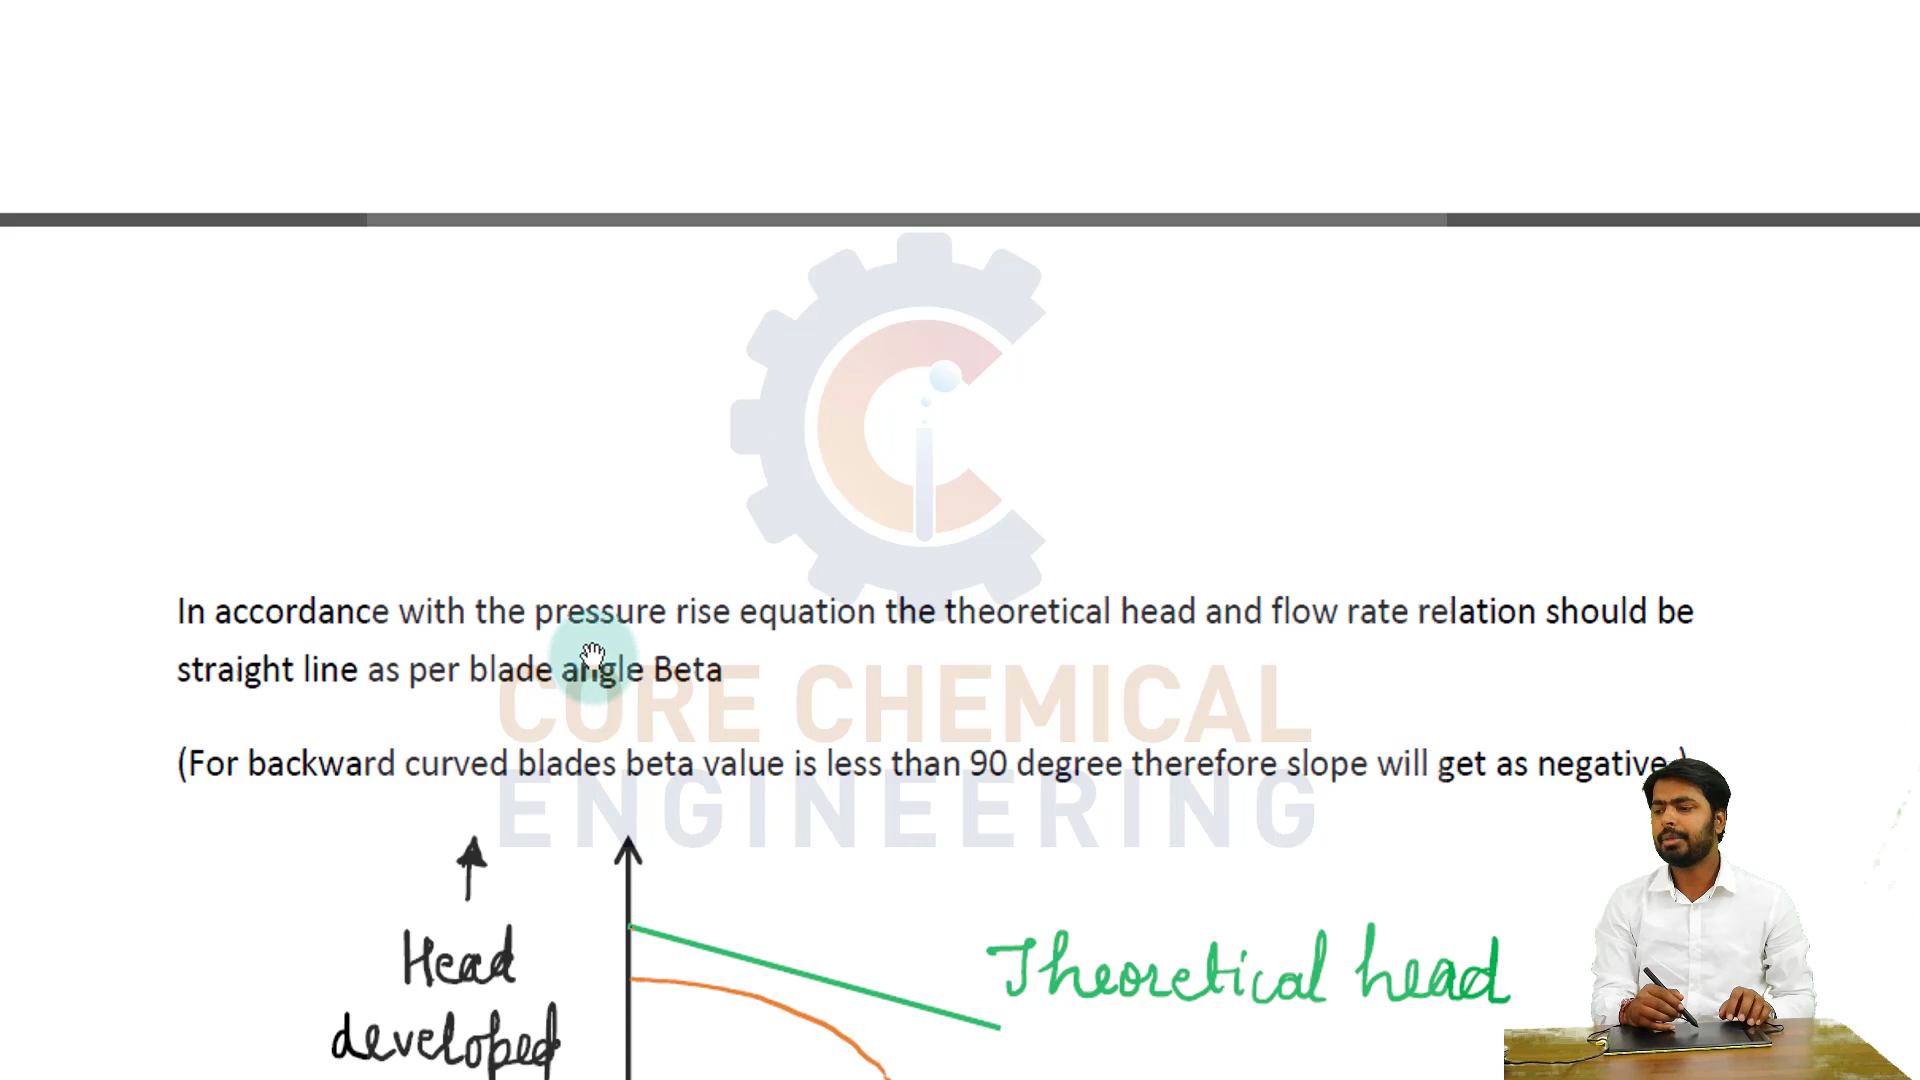 In accordance with the pressure rise equation the theoretical head and flow rate relation should be
straight line as per blade angle Beta
CORE CHEMICAL
(For backward curved blades beta value is less than 90 degree therefore slope will get as negative )
ENGINEERING
Head
developed
Theoretical head